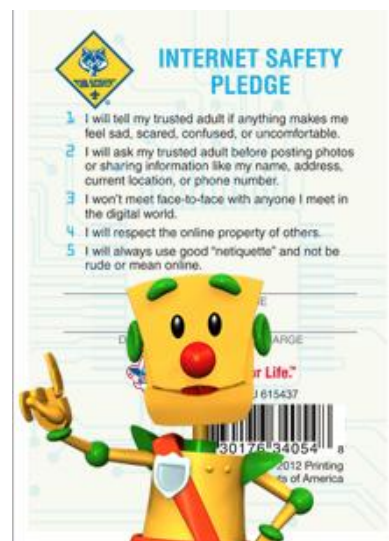 INTERNET SAFETY
PLEDGE
1 I will tell my trusted adult if anything makes me
feel sad, scared, confused, or uncomfortable.
2 I will ask my trusted adult before posting photos
or sharing information like my name, address,
current location, or phone number.
3 I won't meet face-to-face with anyone I meet in
the digital world.
4 I will respect the online property of others.
5 I will always use good "netiquette" and not be
rude or mean online.
E
D ARGE
or Life.™
615437
30176 34054 8
2012 Printing
ts of America